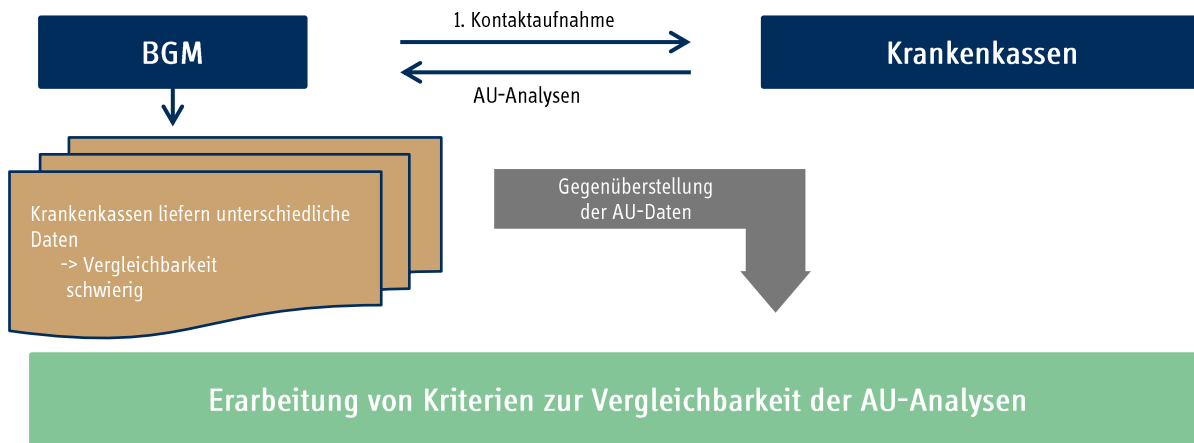 1. Kontaktaufnahme
BGM
Krankenkassen
AU-Analysen
Krankenkassen liefern unterschiedliche
Daten
-> Vergleichbarkeit
schwierig
Gegenüberstellung
der AU-Daten
Erarbeitung von Kriterien zur Vergleichbarkeit der AU-Analysen